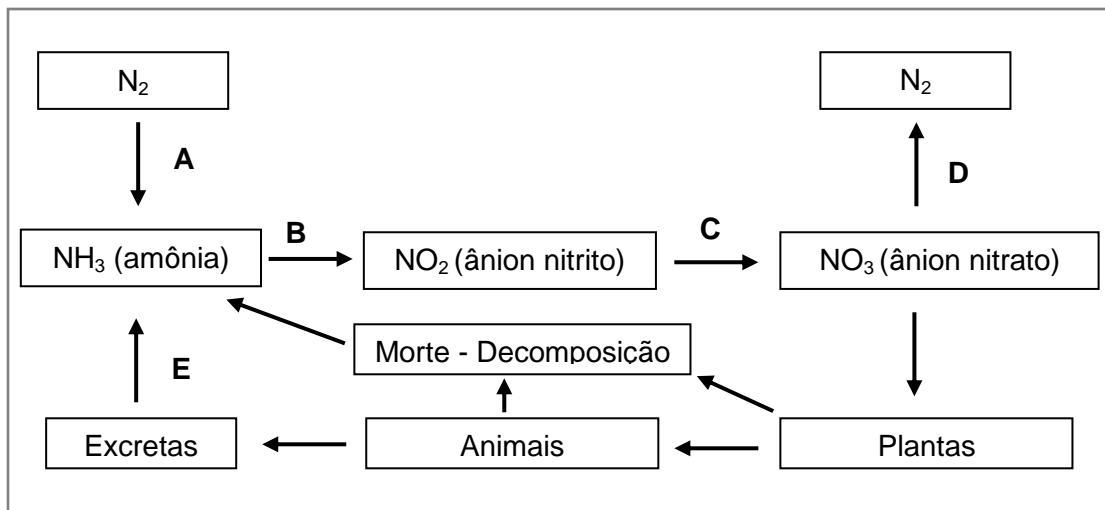 N₂
N₂
A
D
NH₃ (amônia)
B
NO₂ (ânion nitrito)
C
NO₃ (ânion nitrato)
Morte - Decomposição
E
Excretas
Animais
Plantas